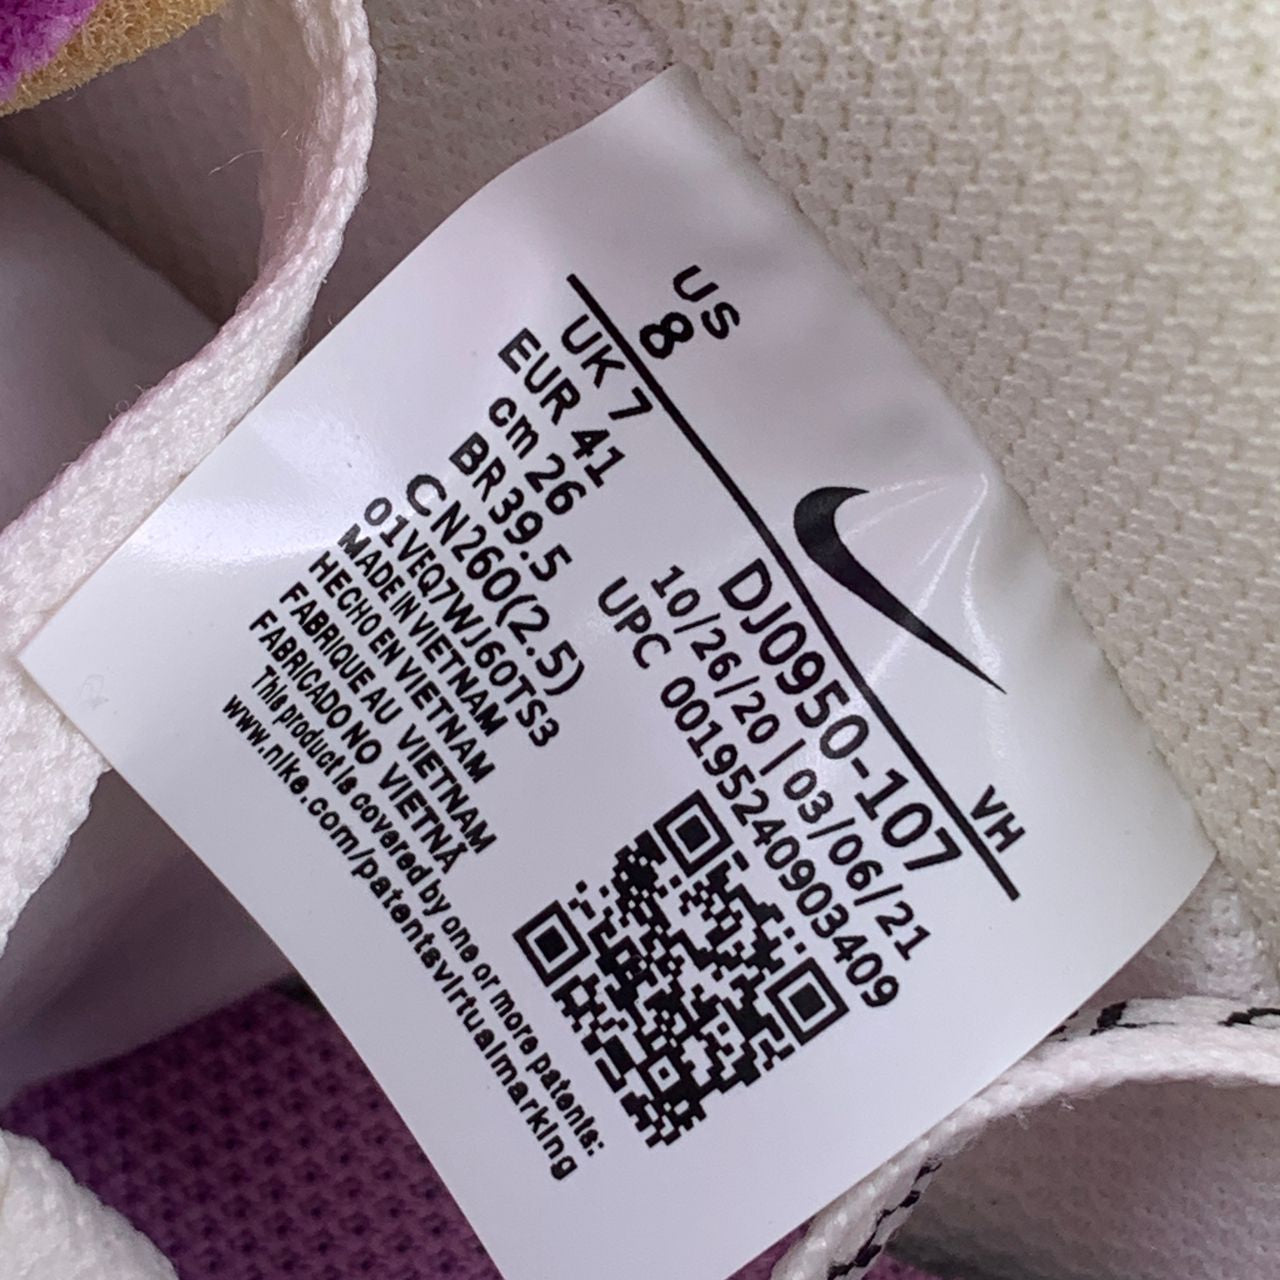 US
8
VH
UK 7
EUR 41
cm 26
BR 39.5
CN260(2.5)
01VEQ7WJ60TS3
MADE IN VIETNAM
HECHO EN VIETNAM
FABRIQUE AU VIETNAM
FABRICADO NO VIETNÃ
This product is covered by one or more patents:
www.nike.com/patentsvirtualmarking
DJ0950-107
10/26/20 | 03/06/21
UPC 00195240903409